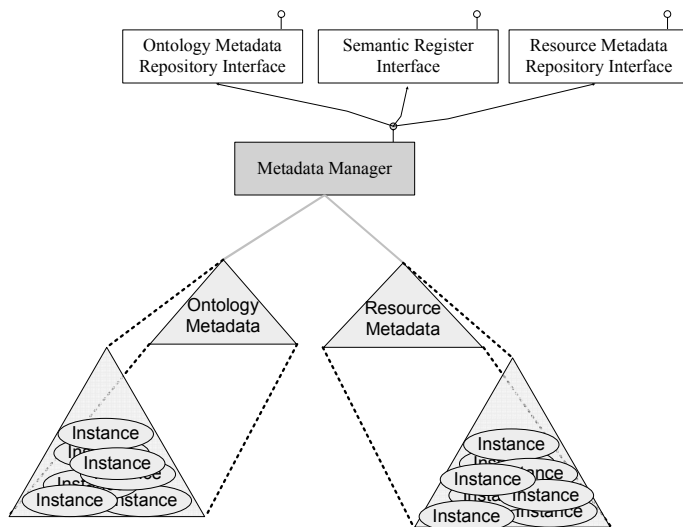 Ontology Metadata
Repository Interface
Semantic Register
Interface
Resource Metadata
Repository Interface
Metadata Manager
Ontology
Metadata
Resource
Metadata
Instance
Instance
Instance
Instance
Instance
Instance
Instance
Instance
Instance